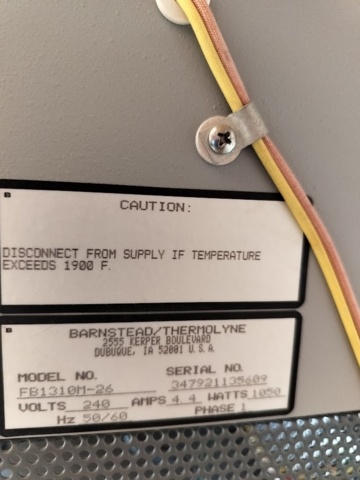 CAUTION:
DISCONNECT FROM SUPPLY IF TEMPERATURE
EXCEEDS 1900 F.
BARNSTEAD/THERMOLYNE
2555 KERPER BOULEVARD
DUBUQUE, IA 52001 U.S.A.
MODEL NO. SERIAL NO.
FB1310M-26 347921135609
VOLTS 240 AMPS 4.4 WATTS 1050
Hz 50/60 PHASE 1